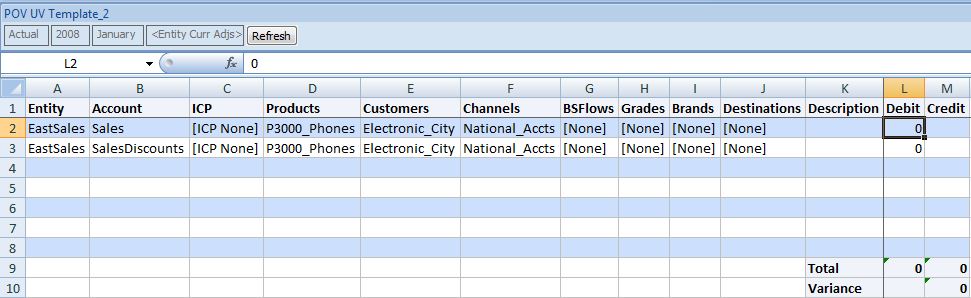 POV UV Template_2
Actual 2008 January <Entity Curr Adjs> Refresh
L2 fx 0
A B C D E F G H I J K L M
1 Entity Account ICP Products Customers Channels BSFlows Grades Brands Destinations Description Debit Credit
2 EastSales Sales [ICP None] P3000_Phones Electronic_City National_Accts [None] [None] [None] [None] 0
3 EastSales SalesDiscounts [ICP None] P3000_Phones Electronic_City National_Accts [None] [None] [None] [None] 0
4
5
6
7
8
9 Total 0 0
10 Variance 0